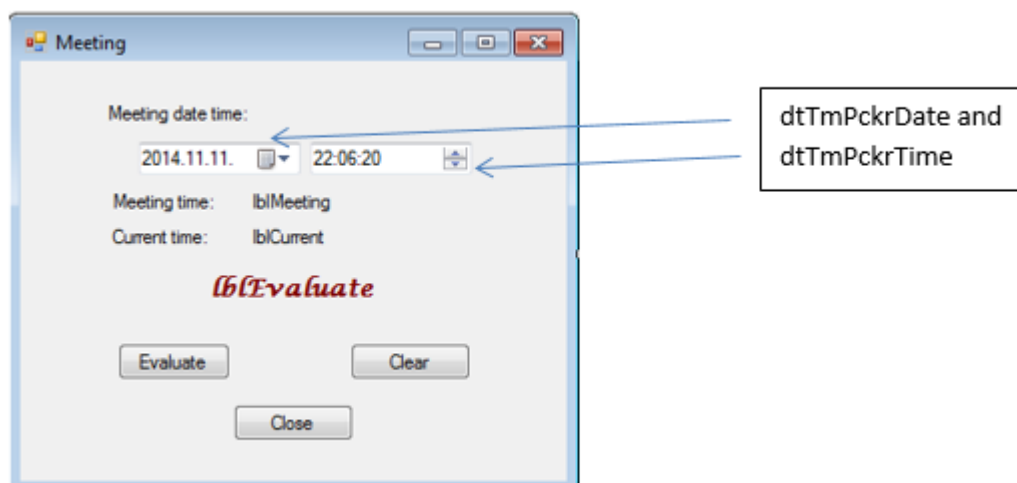 Meeting
Meeting date time:
2014.11.11. 22:06:20
Meeting time: lblMeeting
Current time: lblCurrent
lblEvaluate
Evaluate Clear
Close
dtTmPckrDate and
dtTmPckrTime